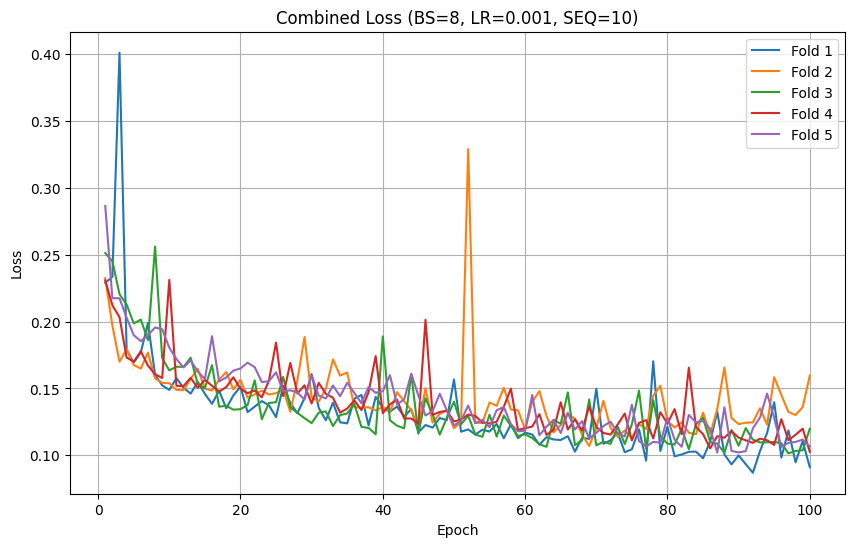 Combined Loss (BS=8, LR=0.001, SEQ=10)
Fold 1
Fold 2
Fold 3
Fold 4
Fold 5
0.40
0.35
0.30
0.25
0.20
0.15
0.10
Loss
0
20
40
60
80
100
Epoch